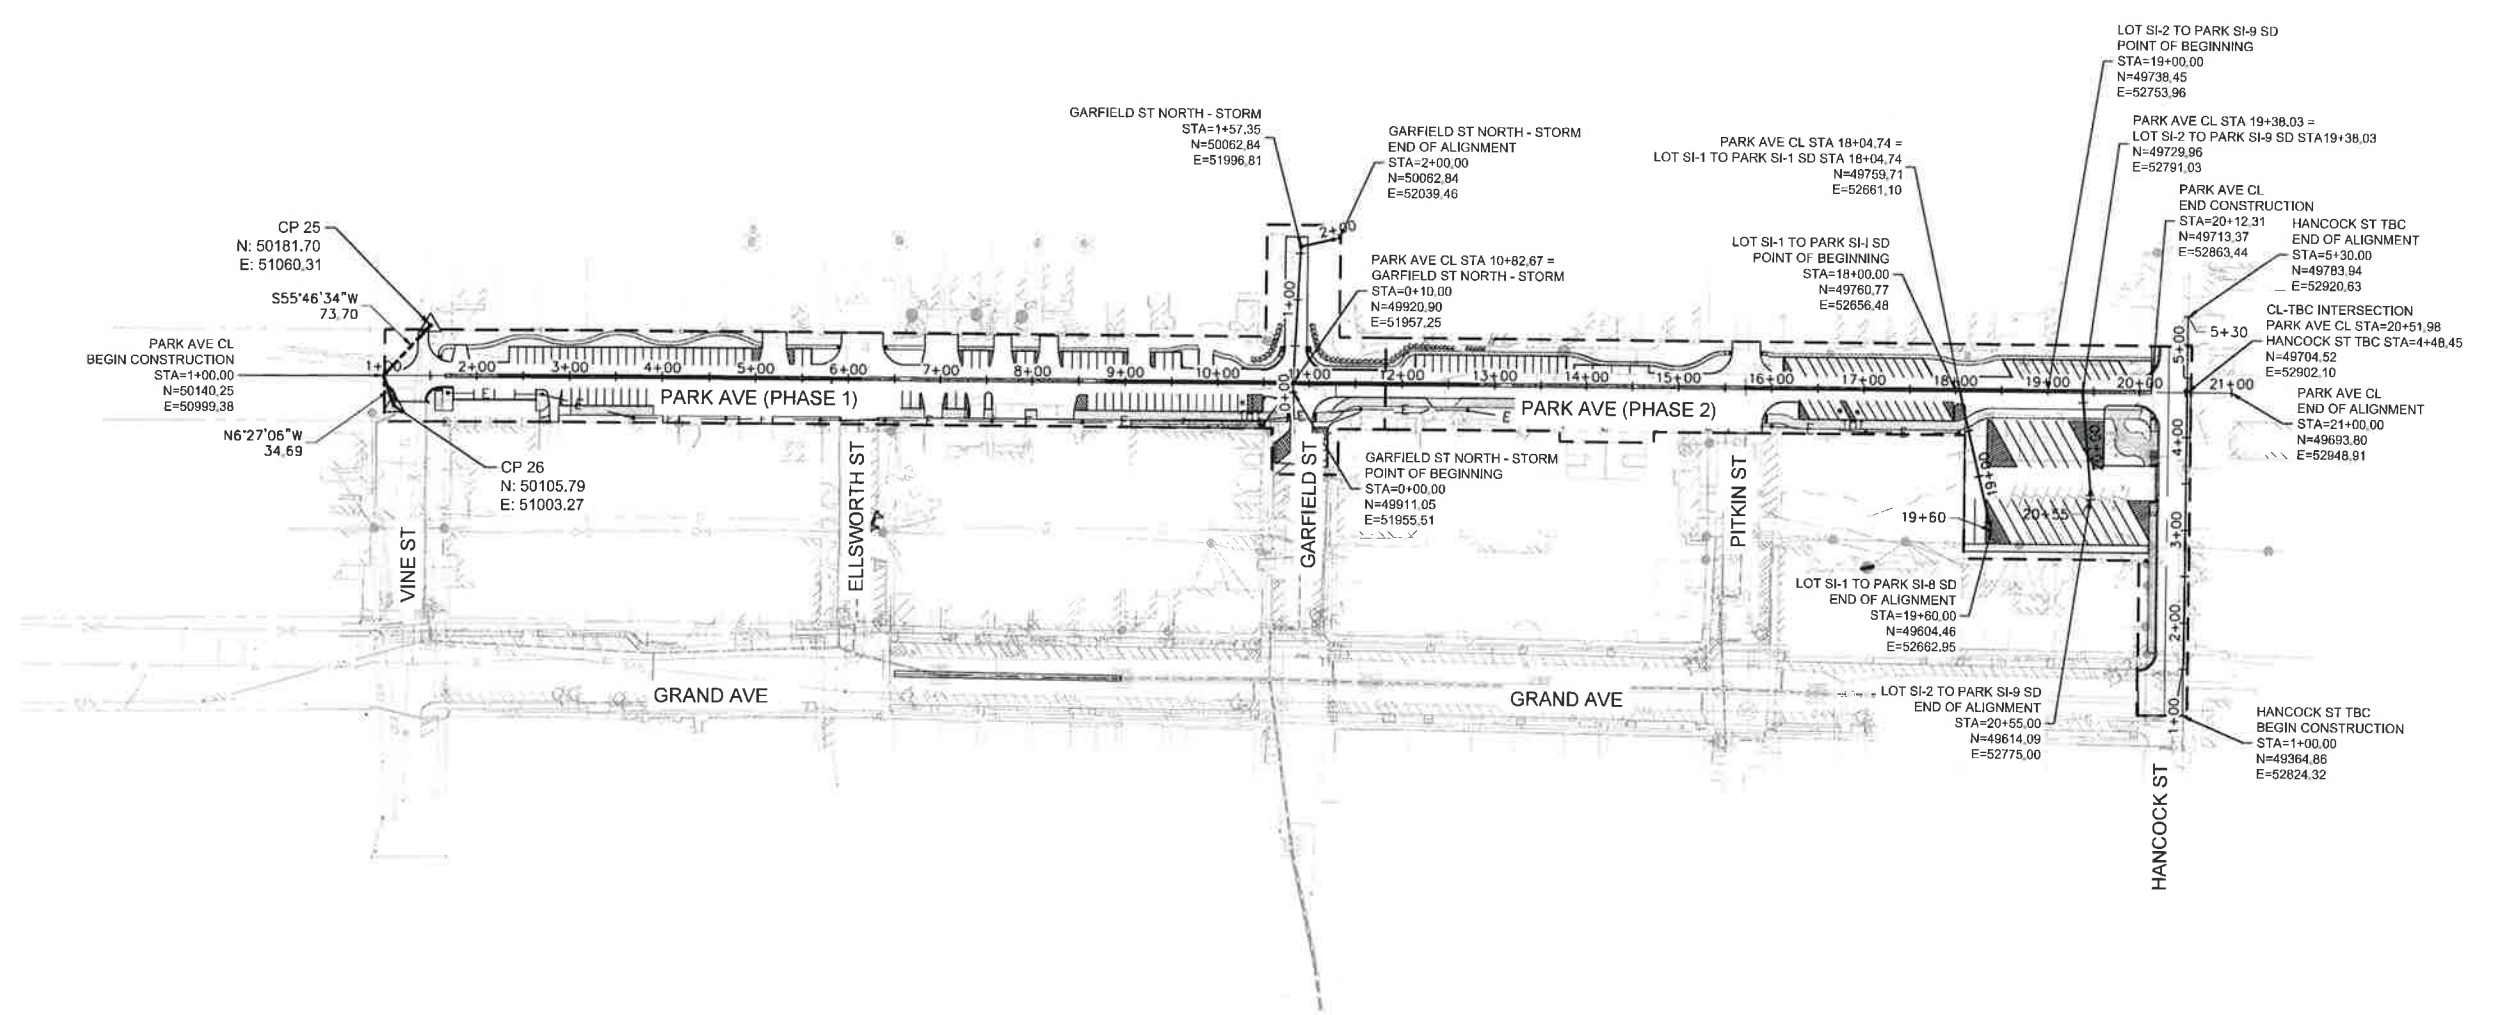 LOT SI-2 TO PARK SI-9 SD
POINT OF BEGINNING
STA=19+00.00
N=49738.45
E=52753.96
PARK AVE CL STA 19+38.03 =
LOT SI-2 TO PARK SI-9 SD STA19+38.03
N=49729.96
E=52791.03
PARK AVE CL
END CONSTRUCTION
STA=20+12.31
N=49713.37
E=52863.44
HANCOCK ST TBC
END OF ALIGNMENT
STA=5+30.00
N=49783.94
E=52920.63
5+30
CL-TBC INTERSECTION
PARK AVE CL STA=20+51.98
HANCOCK ST TBC STA=4+48.45
N=49704.52
E=52902.10
PARK AVE CL
END OF ALIGNMENT
STA=21+00.00
N=49693.80
E=52948.91
GARFIELD ST NORTH - STORM
STA=1+57.35
N=50062.84
E=51996.81
GARFIELD ST NORTH - STORM
END OF ALIGNMENT
STA=2+00.00
N=50062.84
E=52039.46
PARK AVE CL STA 18+04.74 =
LOT SI-1 TO PARK SI-1 SD STA 18+04.74
N=49759.71
E=52661.10
LOT SI-1 TO PARK SI-I SD
POINT OF BEGINNING
STA=18+00.00
N=49760.77
E=52656.48
PARK AVE CL STA 10+82.67 =
GARFIELD ST NORTH - STORM
STA=0+10.00
N=49920.90
E=51957.25
CP 25
N: 50181.70
E: 51060.31
S55°46'34"W
73.70
PARK AVE CL
BEGIN CONSTRUCTION
STA=1+00.00
N=50140.25
E=50999.38
N6°27'06"W
34.69
CP 26
N: 50105.79
E: 51003.27
2+00
3+00
4+00
5+00
6+00
7+00
8+00
9+00
10+00
11+00
12+00
13+00
14+00
15+00
16+00
17+00
18+00
19+00
20+00
21+00
2+00
1+00
0+00
PARK AVE (PHASE 1)
PARK AVE (PHASE 2)
E
E
E
E
E
E
E
GARFIELD ST NORTH - STORM
POINT OF BEGINNING
STA=0+00.00
N=49911.05
E=51955.51
VINE ST
ELLSWORTH ST
GARFIELD ST
PITKIN ST
HANCOCK ST
19+00
20+00
19+60
20+55
5+00
4+00
3+00
2+00
1+00
LOT SI-1 TO PARK SI-8 SD
END OF ALIGNMENT
STA=19+60.00
N=49604.46
E=52662.95
LOT SI-2 TO PARK SI-9 SD
END OF ALIGNMENT
STA=20+55.00
N=49614.09
E=52775.00
GRAND AVE
GRAND AVE
HANCOCK ST TBC
BEGIN CONSTRUCTION
STA=1+00.00
N=49364.86
E=52824.32